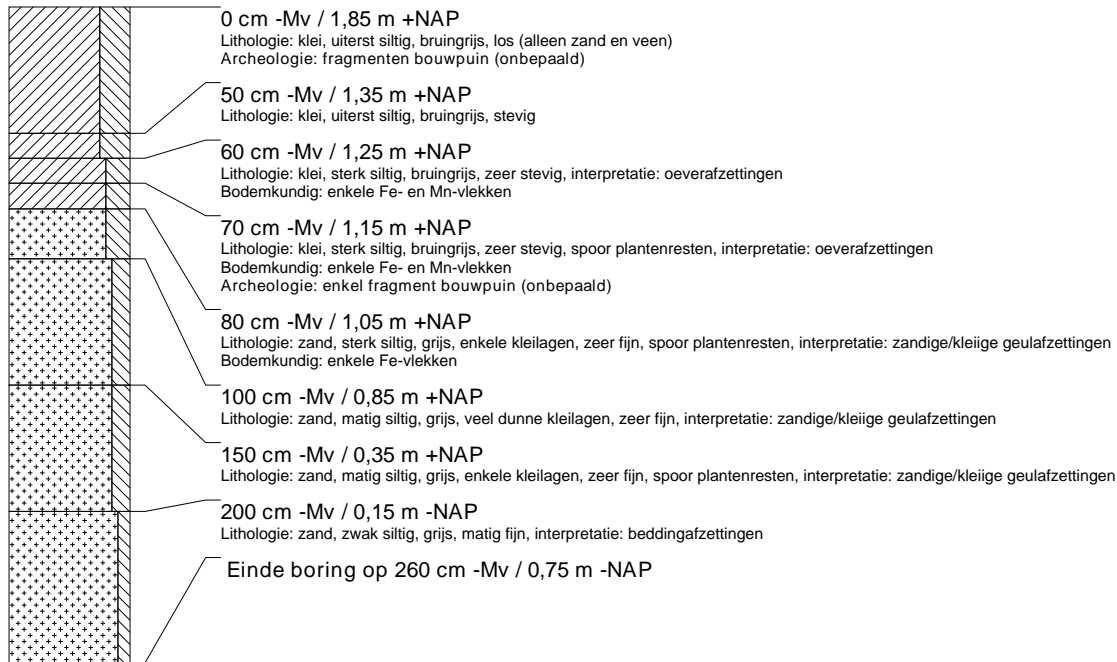 0 cm -Mv / 1,85 m +NAP
Lithologie: klei, uiterst siltig, bruingrijs, los (alleen zand en veen)
Archeologie: fragmenten bouwpuin (onbepaald)
50 cm -Mv / 1,35 m +NAP
Lithologie: klei, uiterst siltig, bruingrijs, stevig
60 cm -Mv / 1,25 m +NAP
Lithologie: klei, sterk siltig, bruingrijs, zeer stevig, interpretatie: oeverafzettingen
Bodemkundig: enkele Fe- en Mn-vlekken
70 cm -Mv / 1,15 m +NAP
Lithologie: klei, sterk siltig, bruingrijs, zeer stevig, spoor plantenresten, interpretatie: oeverafzettingen
Bodemkundig: enkele Fe- en Mn-vlekken
Archeologie: enkel fragment bouwpuin (onbepaald)
80 cm -Mv / 1,05 m +NAP
Lithologie: zand, sterk siltig, grijs, enkele kleilagen, zeer fijn, spoor plantenresten, interpretatie: zandige/kleiige geulafzettingen
Bodemkundig: enkele Fe-vlekken
100 cm -Mv / 0,85 m +NAP
Lithologie: zand, matig siltig, grijs, veel dunne kleilagen, zeer fijn, interpretatie: zandige/kleiige geulafzettingen
150 cm -Mv / 0,35 m +NAP
Lithologie: zand, matig siltig, grijs, enkele kleilagen, zeer fijn, spoor plantenresten, interpretatie: zandige/kleiige geulafzettingen
200 cm -Mv / 0,15 m -NAP
Lithologie: zand, zwak siltig, grijs, matig fijn, interpretatie: beddingafzettingen
Einde boring op 260 cm -Mv / 0,75 m -NAP